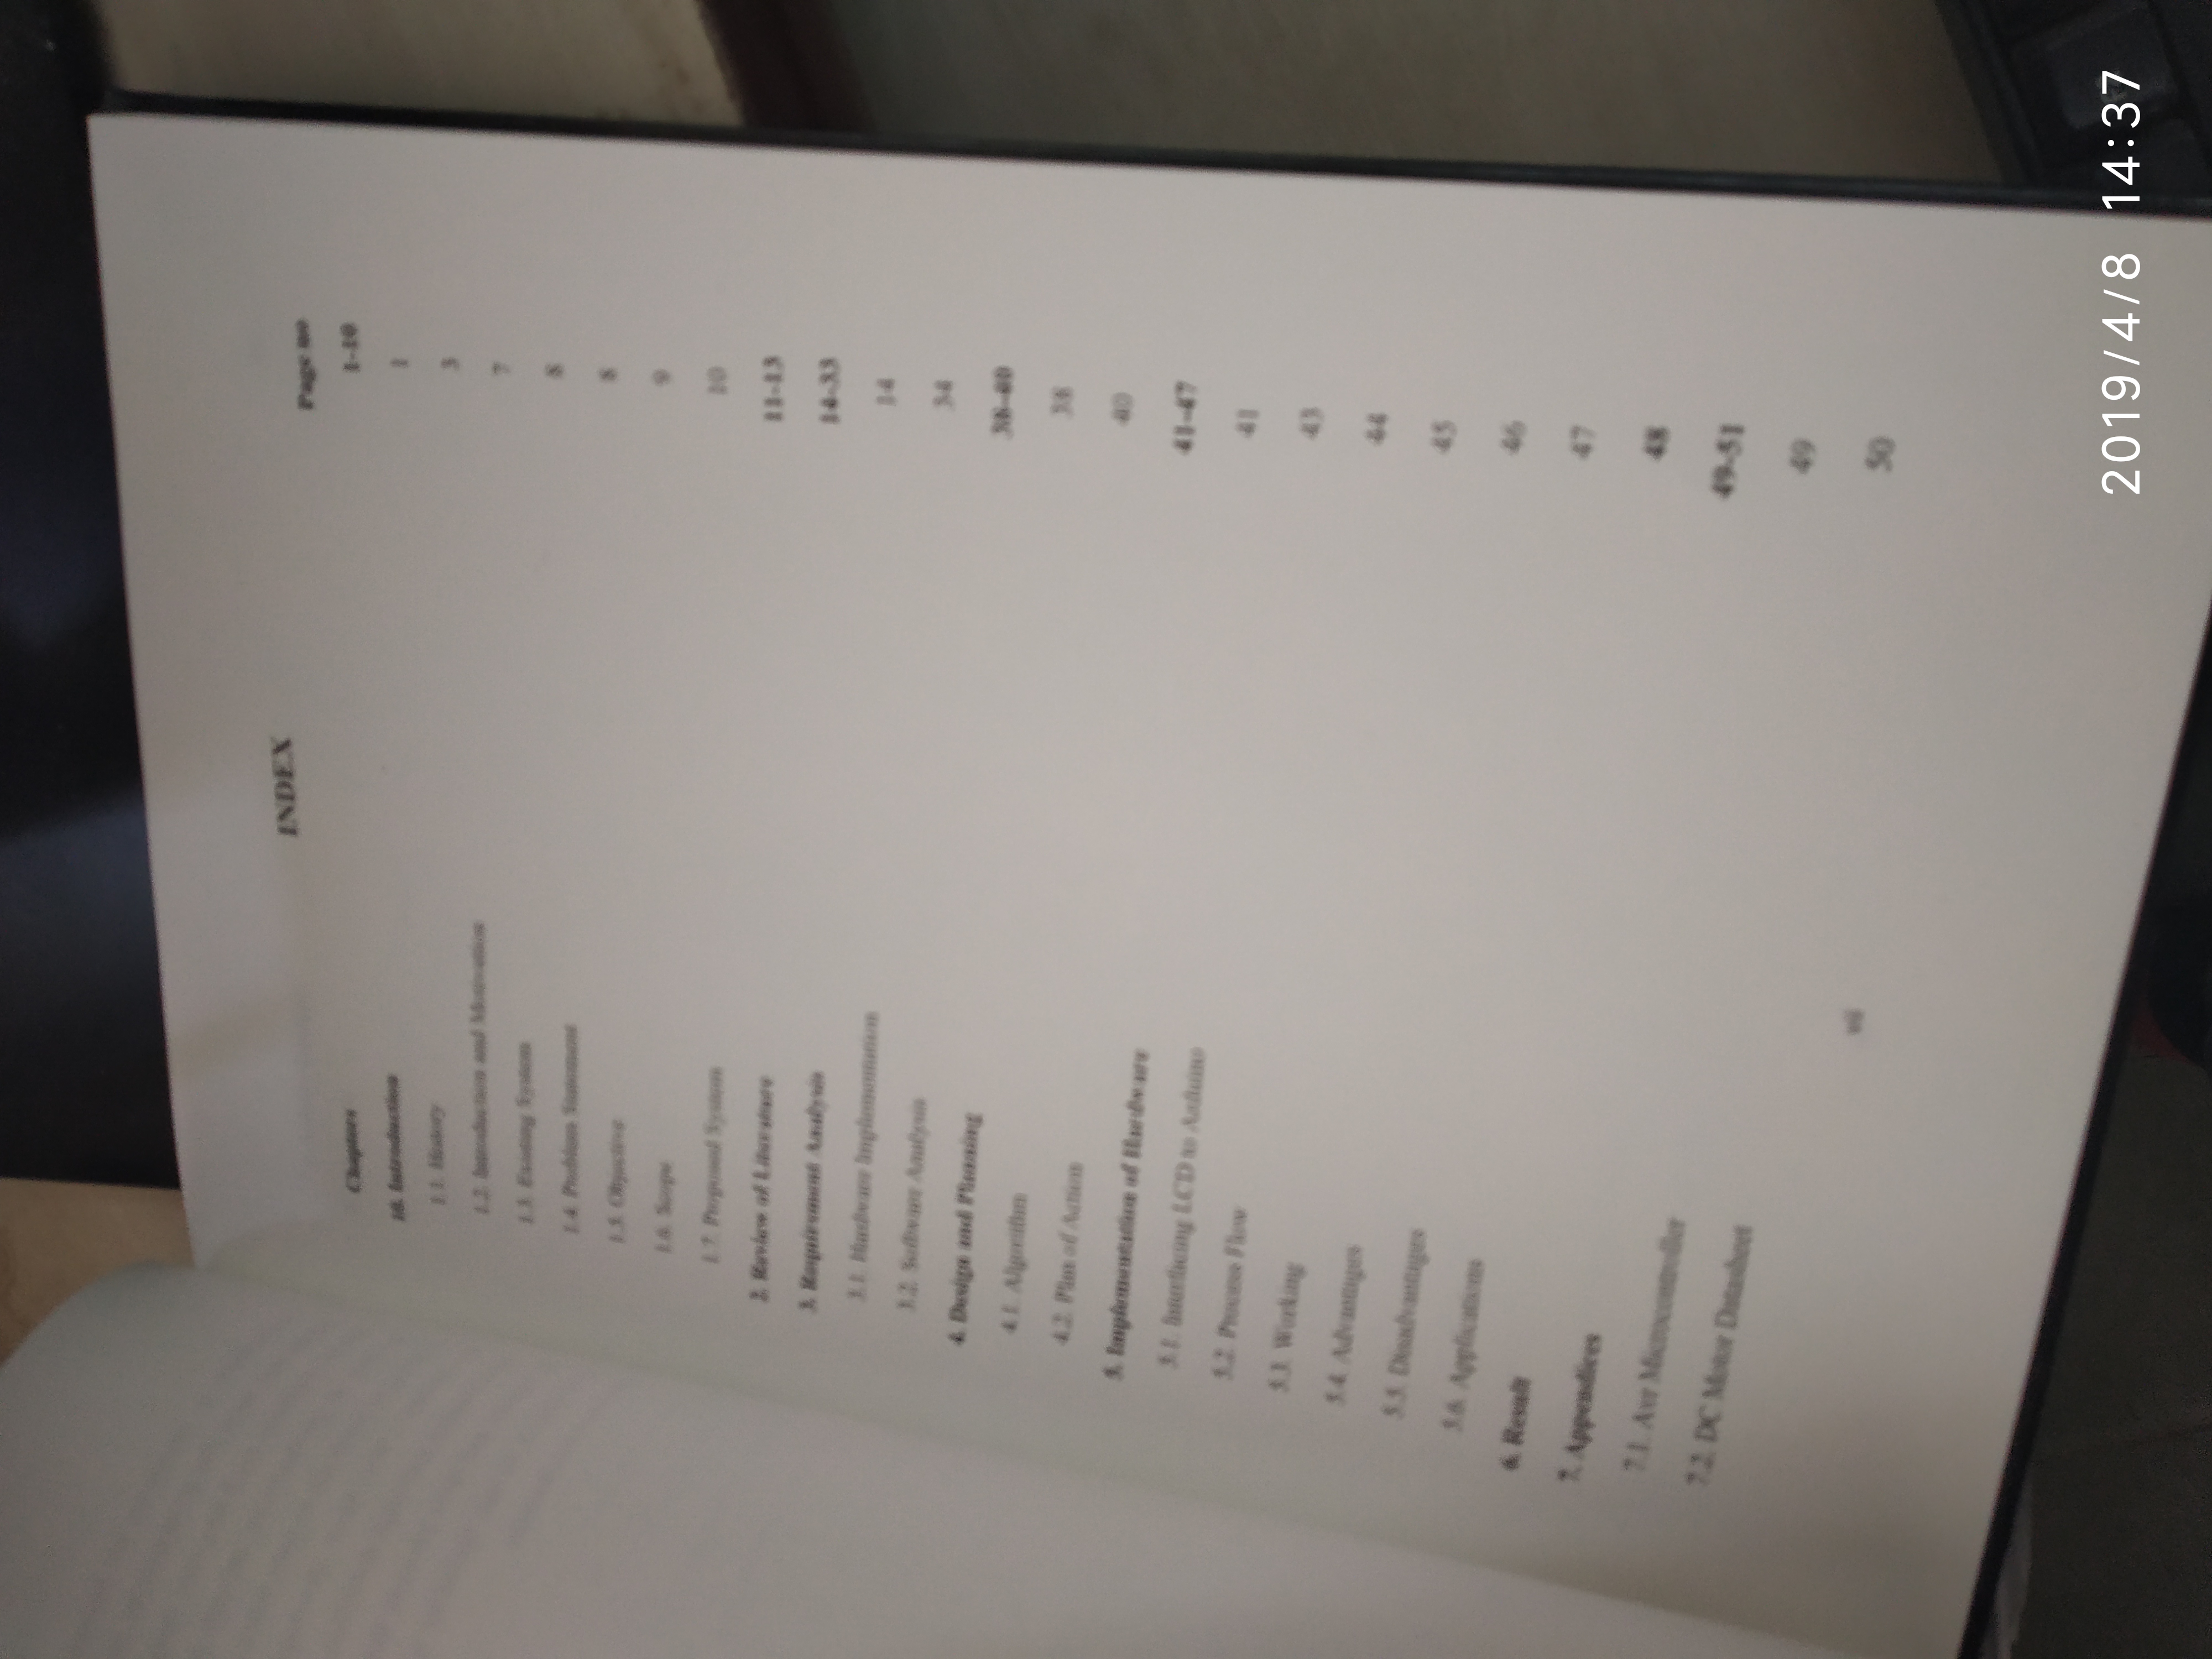 INDEX
Page no
Chapters
1-10
10. Introduction
1
1.1. History
3
1.2. Introduction and Motivation
7
1.3. Existing System
8
1.4. Problem Statement
8
1.5. Objective
9
1.6. Scope
10
1.7. Proposed System
11-13
2. Review of Literature
14-33
3. Requirement Analysis
14
3.1. Hardware Implementation
34
3.2. Software Analysis
38-40
4. Design and Planning
38
4.1. Algorithm
40
4.2. Plan of Action
41-47
5. Implementation of Hardware
41
5.1. Interfacing LCD to Arduino
43
5.2. Process Flow
44
5.3. Working
45
5.4. Advantages
46
5.5. Disadvantages
47
5.6. Applications
48
6. Result
49-51
7. Appendices
49
7.1. Avr Microcontroller
50
7.2. DC Motor Datasheet
vii
2019/4/8 14:37